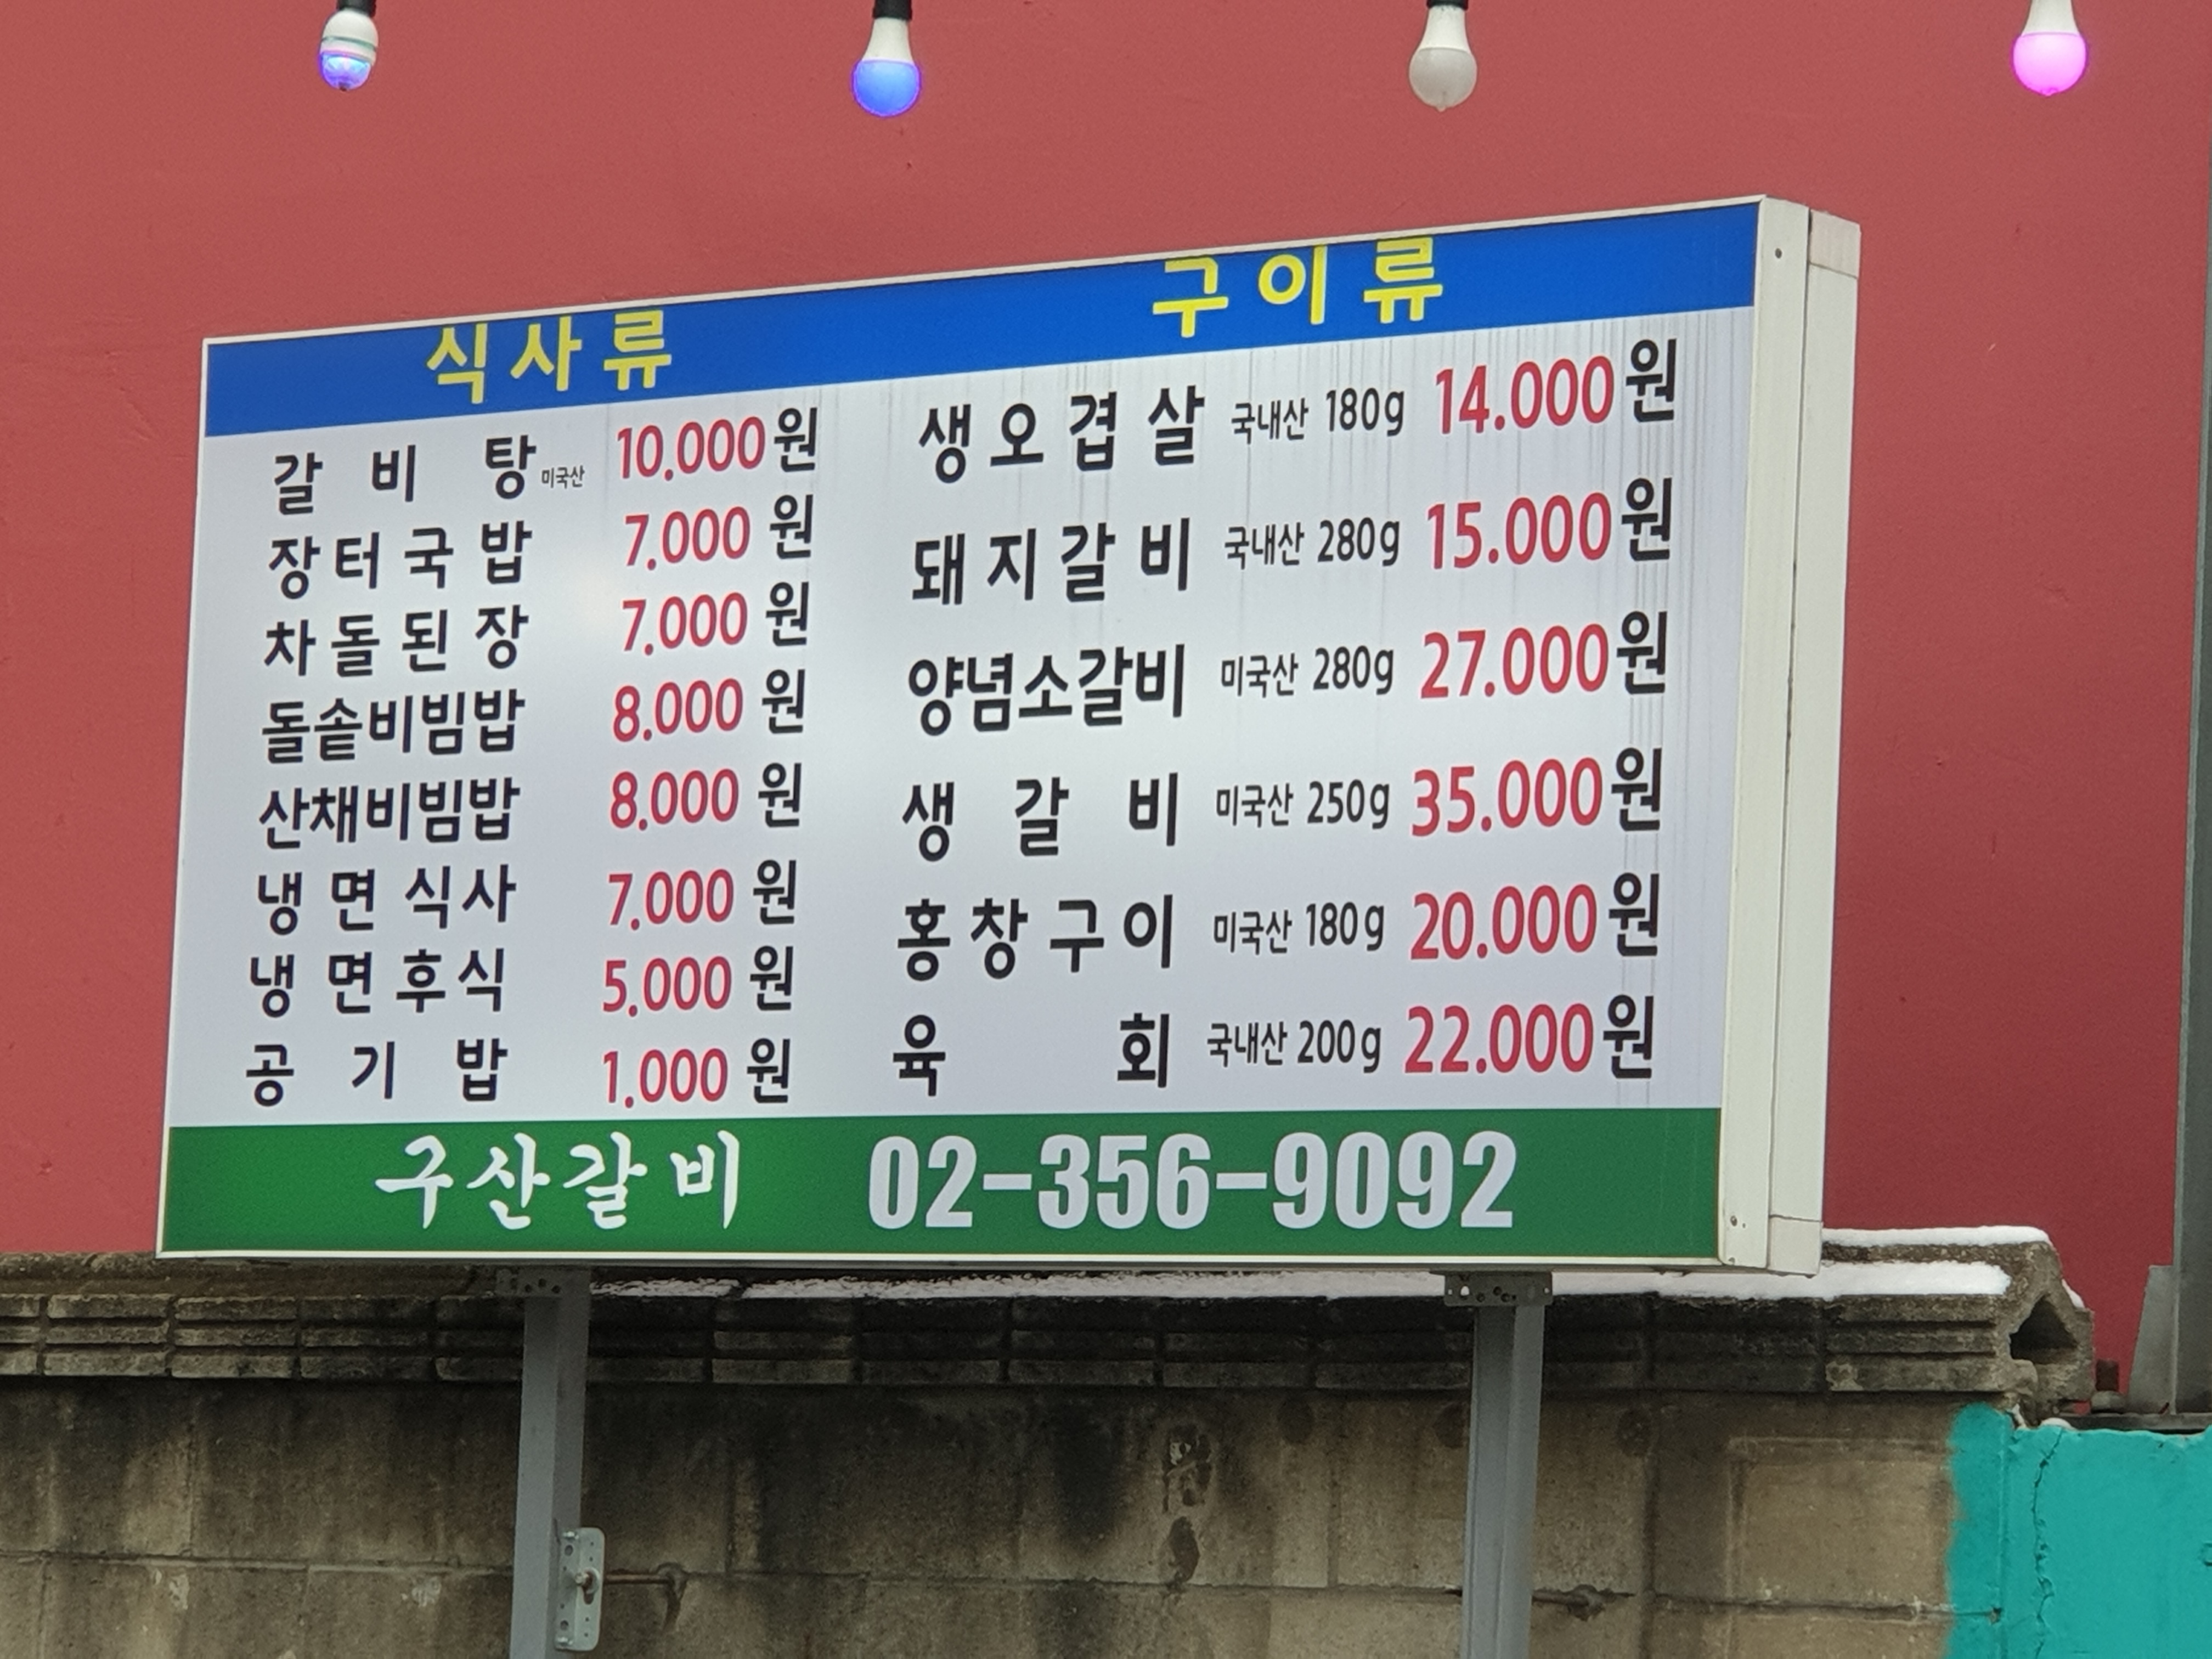 식사류
갈비탕 미국산 10.000원
장터국밥 7.000원
차돌된장 7.000원
돌솥비빔밥 8.000원
산채비빔밥 8.000원
냉면식사 7.000원
냉면후식 5.000원
공기밥 1.000원
구이류
생오겹살 국내산 180g 14.000원
돼지갈비 국내산 280g 15.000원
양념소갈비 미국산 280g 27.000원
생갈비 미국산 250g 35.000원
홍창구이 미국산 180g 20.000원
육회 국내산 200g 22.000원
구산갈비 02-356-9092